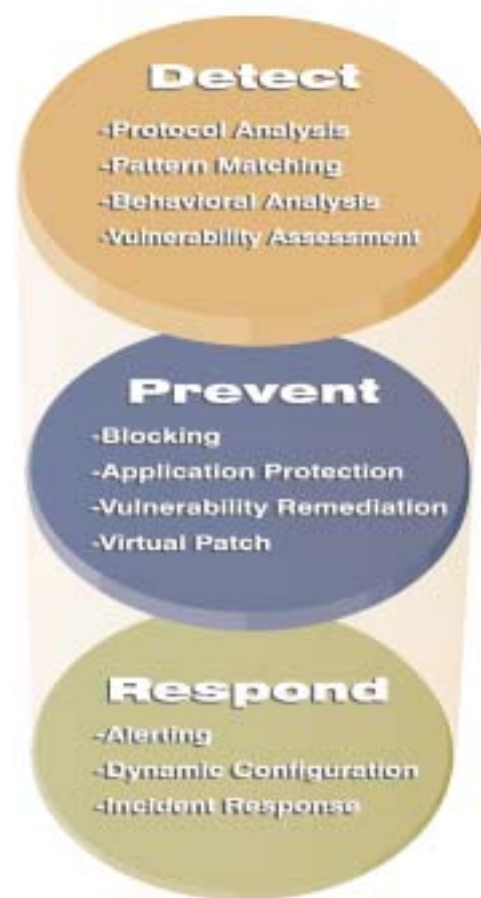 Detect
-Protocol Analysis
-Pattern Matching
-Behavioral Analysis
-Vulnerability Assessment
Prevent
-Blocking
-Application Protection
-Vulnerability Remediation
-Virtual Patch
Respond
-Alerting
-Dynamic Configuration
-Incident Response